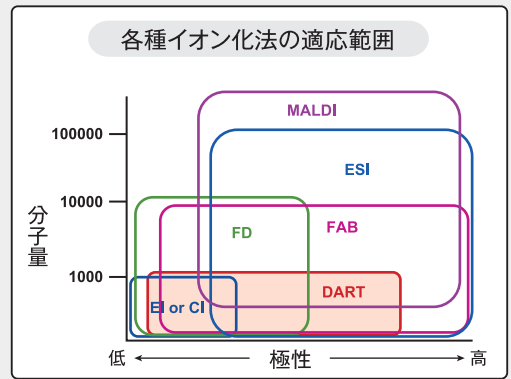 各種イオン化法の適応範囲
MALDI
100000
ESI
10000
分子量
FD
FAB
1000
DART
EI or CI
低
極性
高